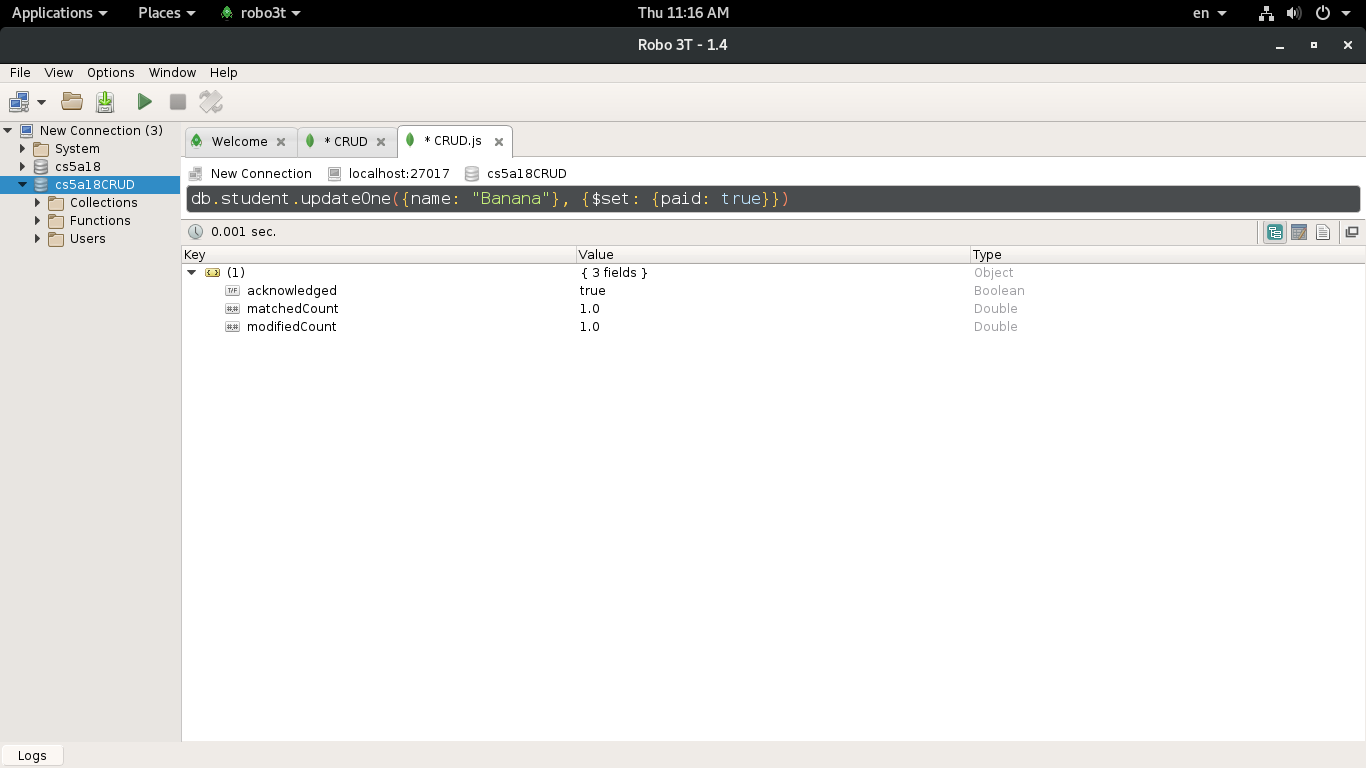 Applications Places robo3t Thu 11:16 AM en
Robo 3T - 1.4
File View Options Window Help
New Connection (3)
System
cs5a18
cs5a18CRUD
Collections
Functions
Users
Welcome * CRUD * CRUD.js
New Connection localhost:27017 cs5a18CRUD
db.student.updateOne({name: "Banana"}, {$set: {paid: true}})
0.001 sec.
Key Value Type
(1) { 3 fields } Object
T/F acknowledged true Boolean
#.# matchedCount 1.0 Double
#.# modifiedCount 1.0 Double
Logs